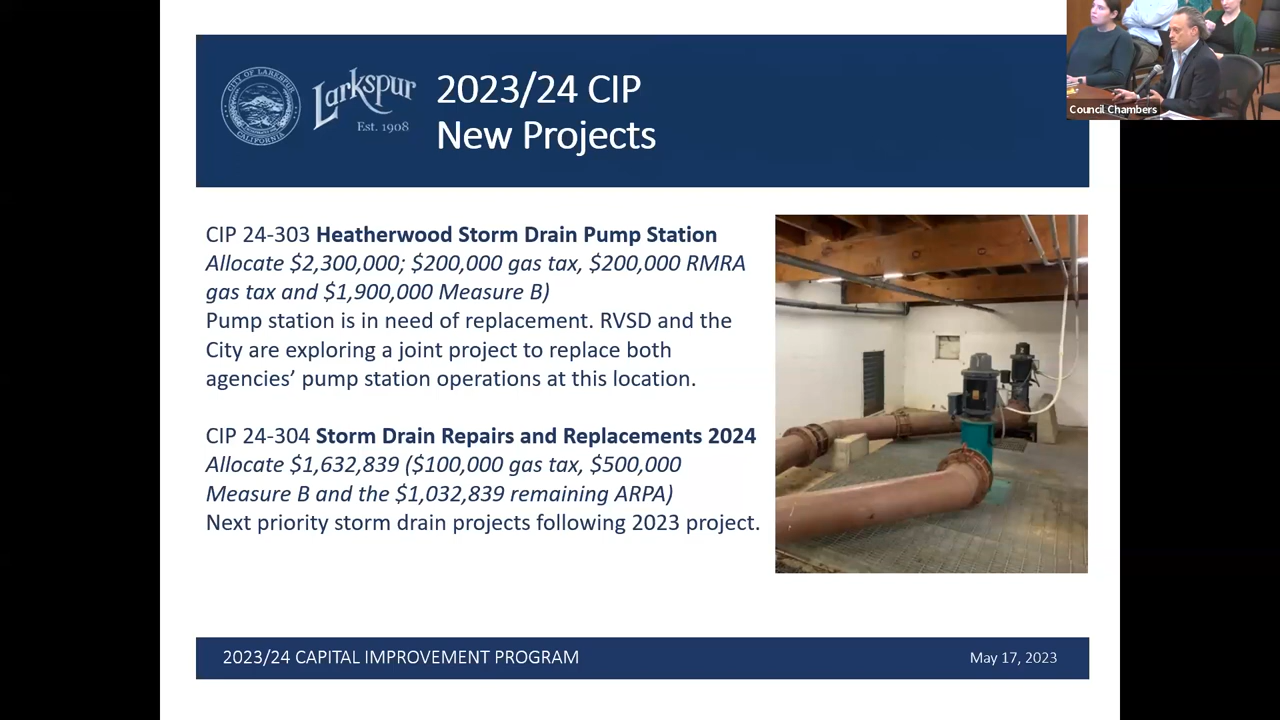 CITY OF LARKSPUR
CALIFORNIA
Larkspur
Est. 1908
2023/24 CIP
New Projects
Council Chambers
CIP 24-303 Heatherwood Storm Drain Pump Station
Allocate $2,300,000; $200,000 gas tax, $200,000 RMRA
gas tax and $1,900,000 Measure B)
Pump station is in need of replacement. RVSD and the
City are exploring a joint project to replace both
agencies’ pump station operations at this location.
CIP 24-304 Storm Drain Repairs and Replacements 2024
Allocate $1,632,839 ($100,000 gas tax, $500,000
Measure B and the $1,032,839 remaining ARPA)
Next priority storm drain projects following 2023 project.
2023/24 CAPITAL IMPROVEMENT PROGRAM
May 17, 2023